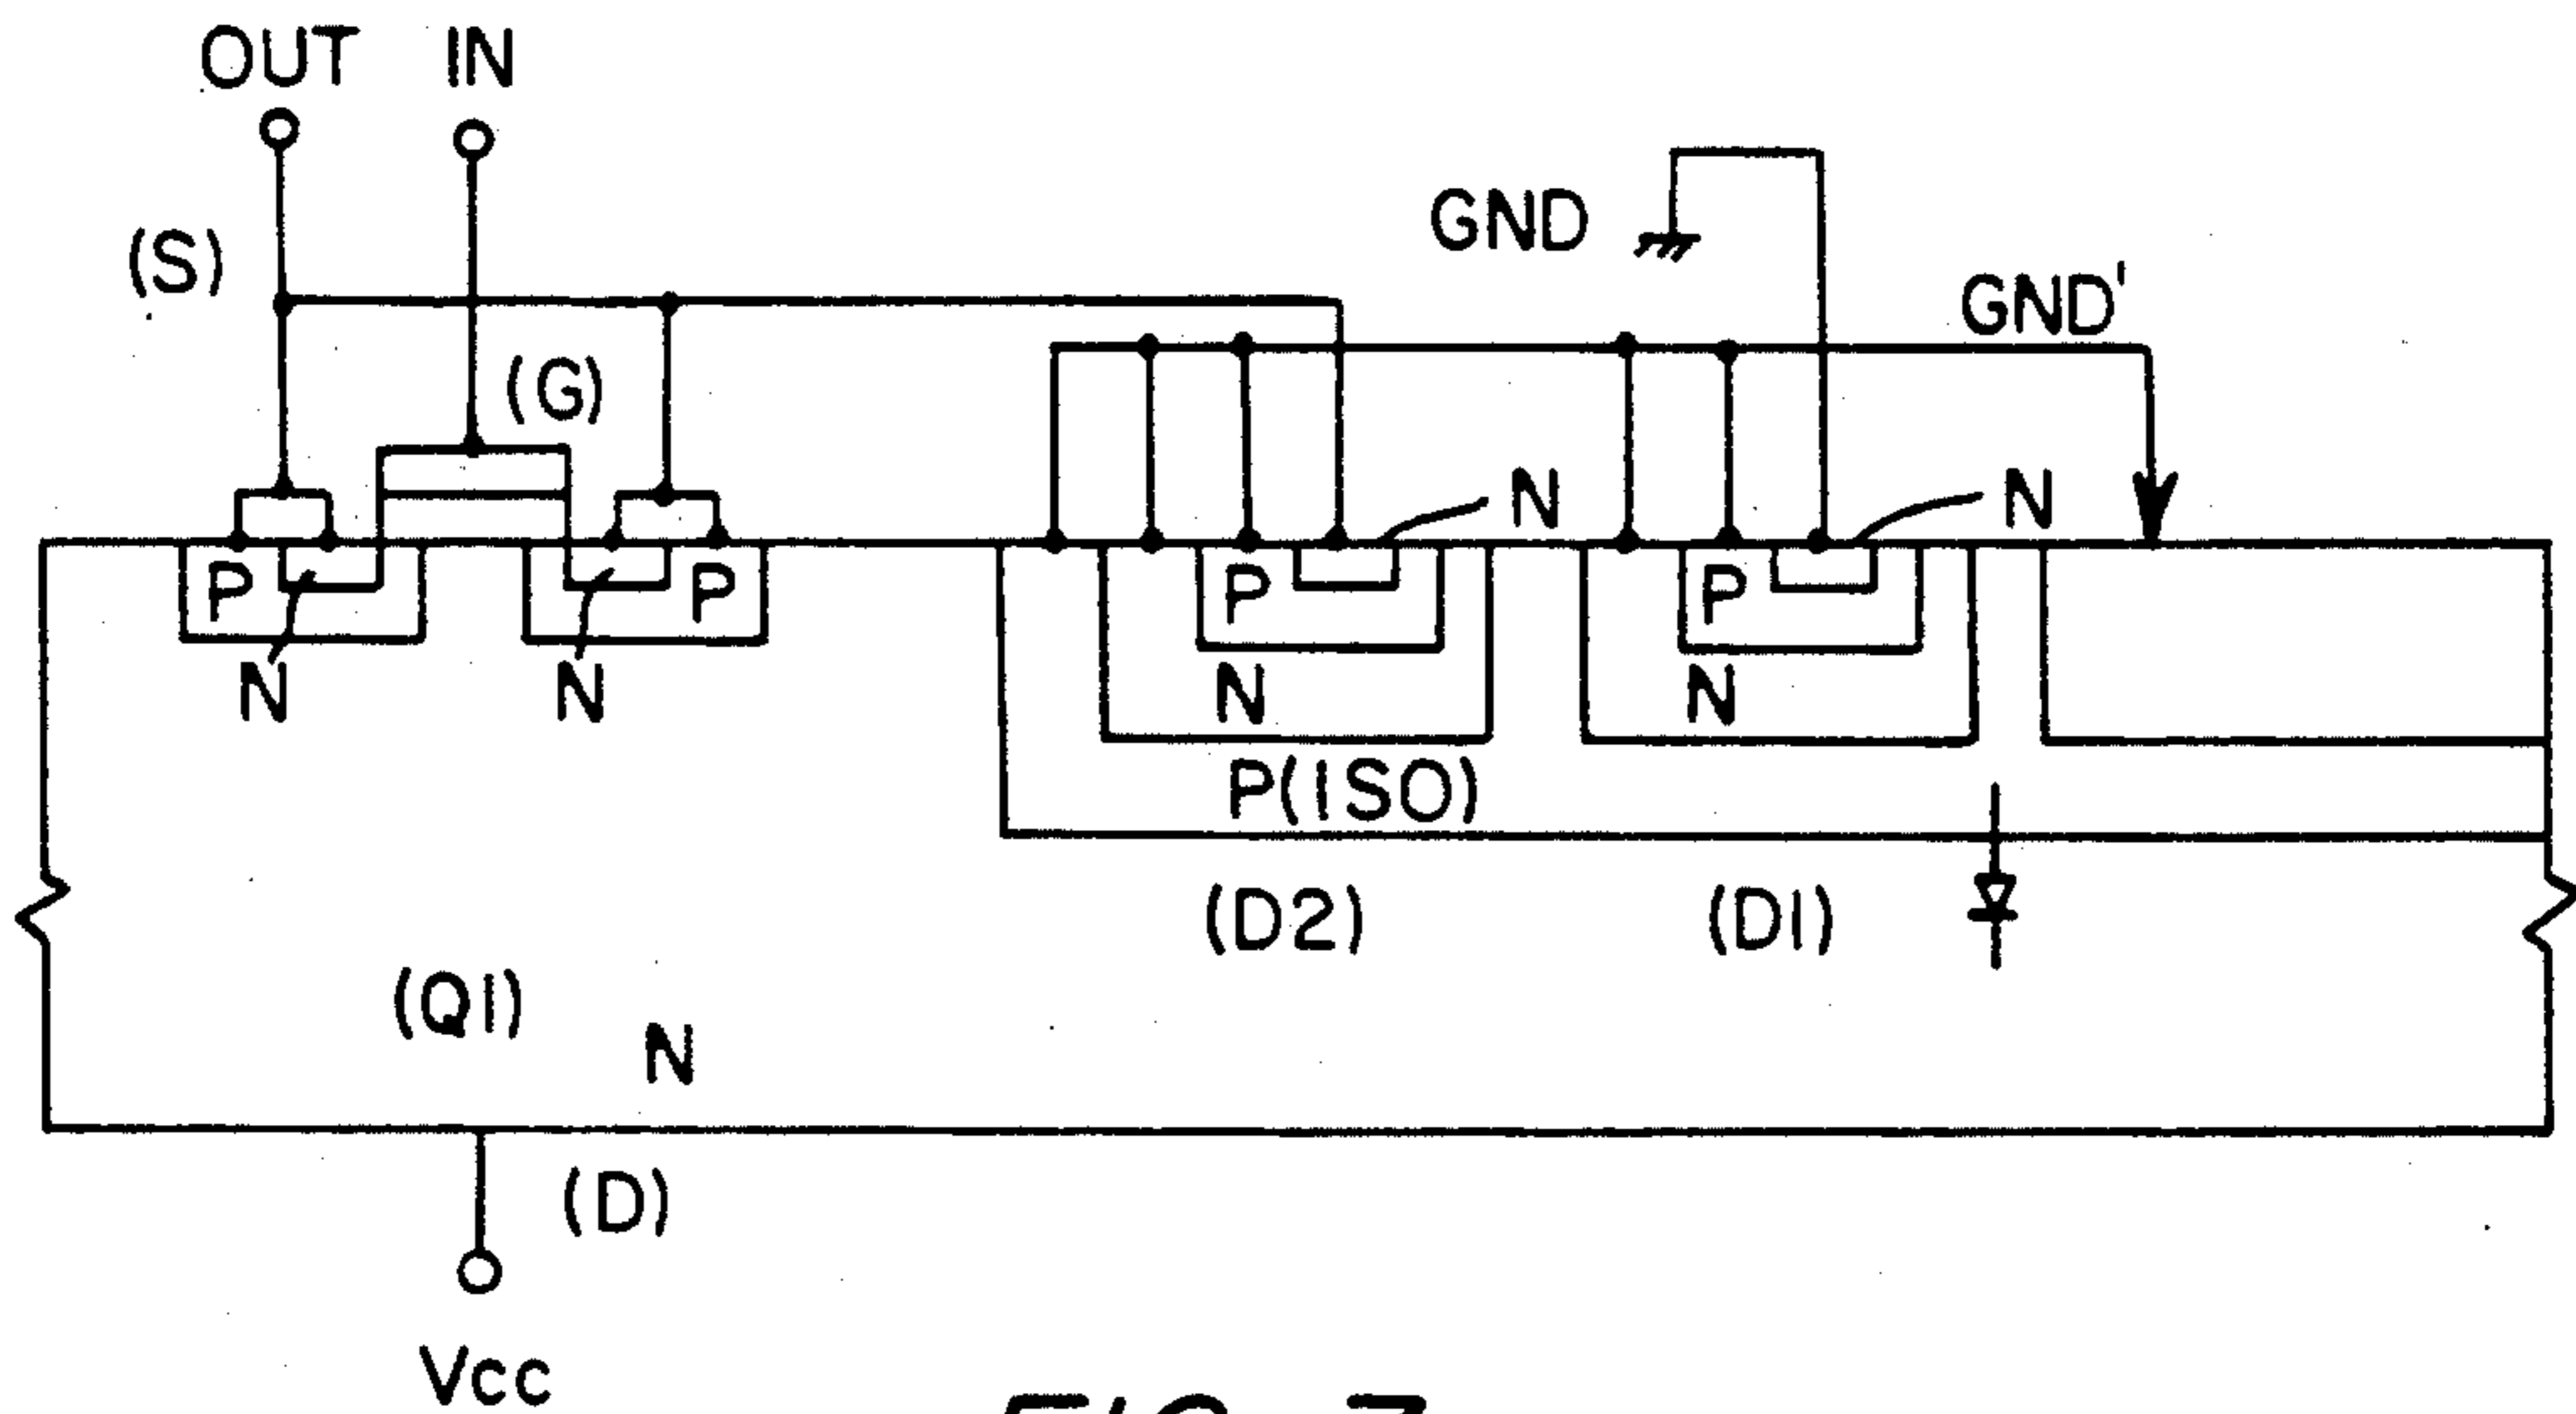 OUT IN
(S)
GND
GND'
(G)
N N
P P P P
N N N N
P(ISO)
(D2) (D1)
(Q1)
N
(D)
Vcc